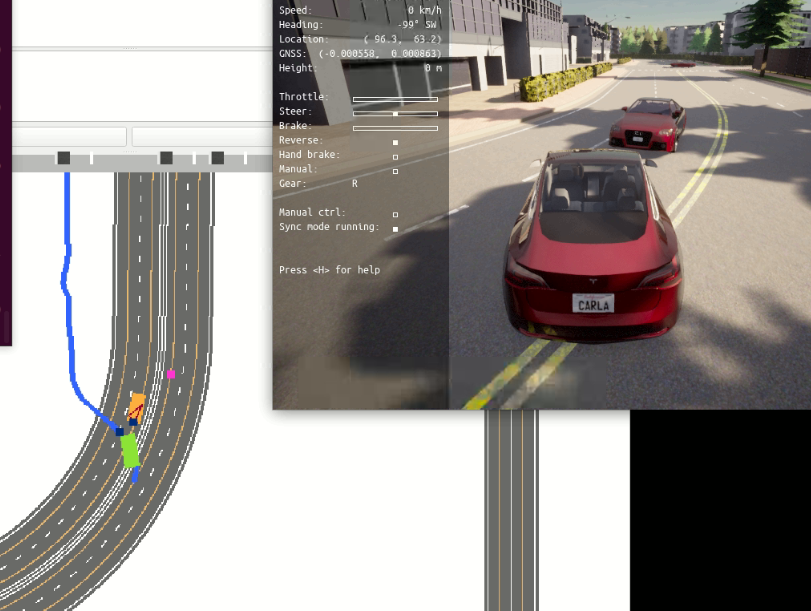 Speed: 0 km/h
Heading: -99° SW
Location: ( 96.3, 63.2)
GNSS: (-0.000558, 0.000863)
Height: 0 m
Throttle:
Steer:
Brake:
Reverse:
Hand brake:
Manual:
Gear: R
Manual ctrl:
Sync mode running:
Press <H> for help
CARLA